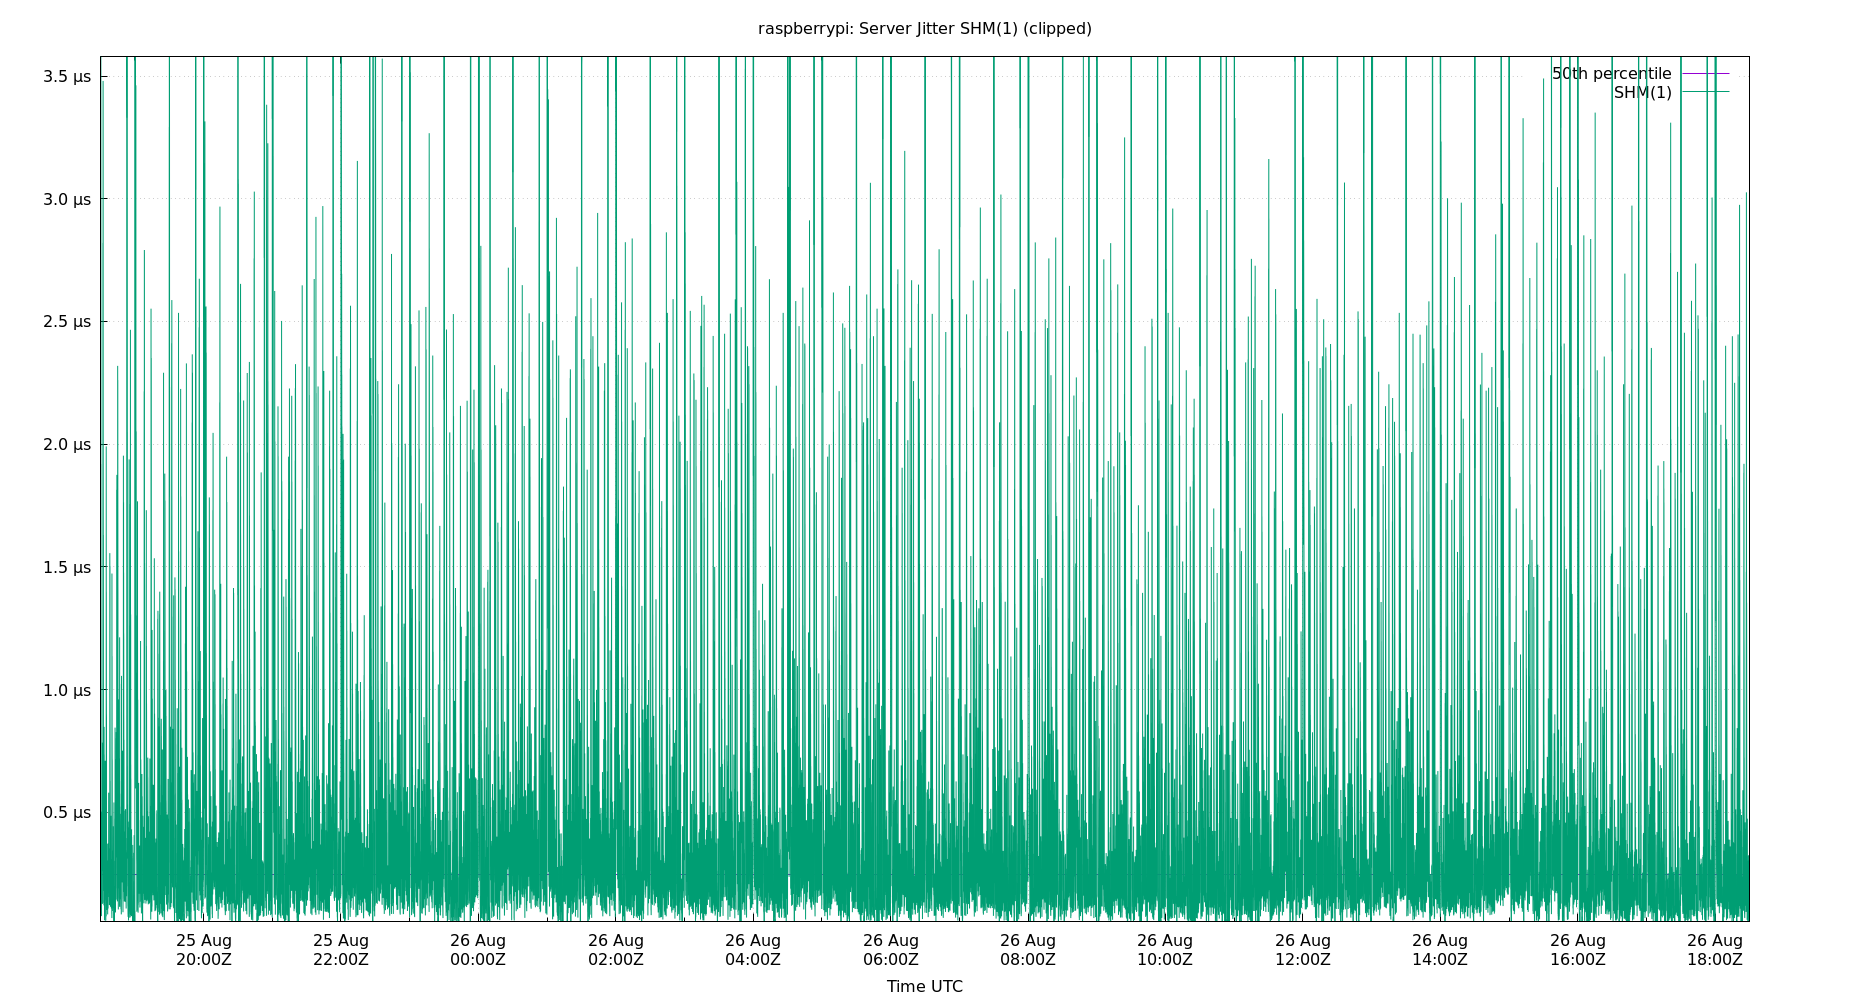 raspberrypi: Server Jitter SHM(1) (clipped)
50th percentile
SHM(1)
3.5 µs
3.0 µs
2.5 µs
2.0 µs
1.5 µs
1.0 µs
0.5 µs
25 Aug 25 Aug 26 Aug 26 Aug 26 Aug 26 Aug 26 Aug 26 Aug 26 Aug 26 Aug 26 Aug 26 Aug
20:00Z 22:00Z 00:00Z 02:00Z 04:00Z 06:00Z 08:00Z 10:00Z 12:00Z 14:00Z 16:00Z 18:00Z
Time UTC